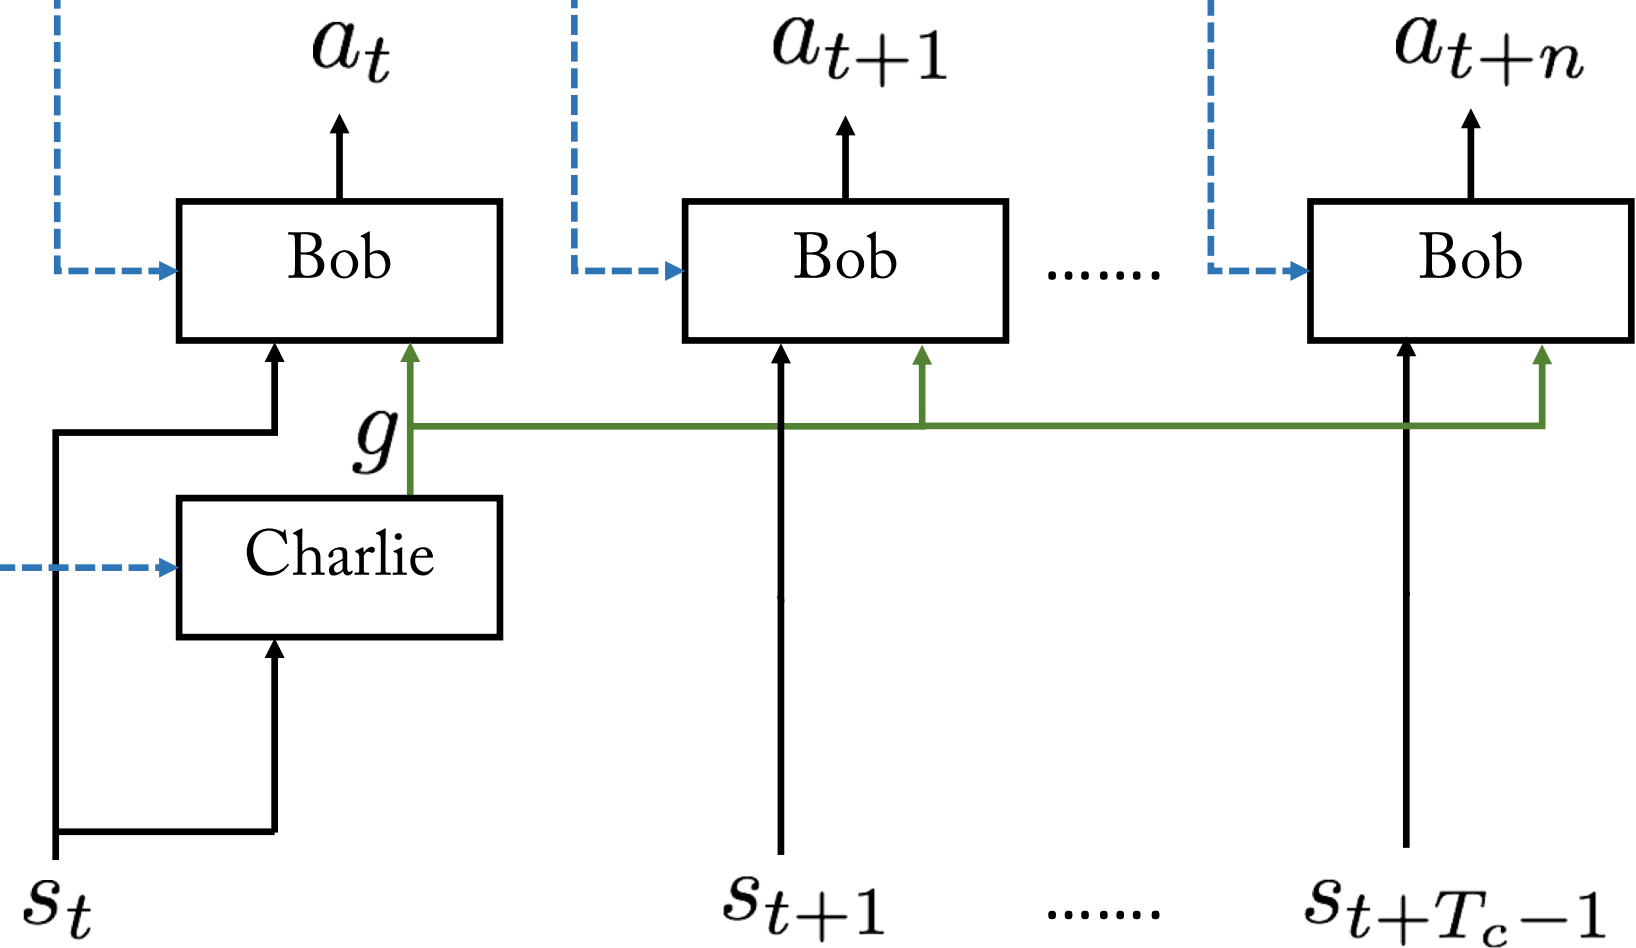 a_t a_{t+1} a_{t+n}
Bob Bob ....... Bob
g
Charlie
s_t s_{t+1} ....... s_{t+T_c-1}